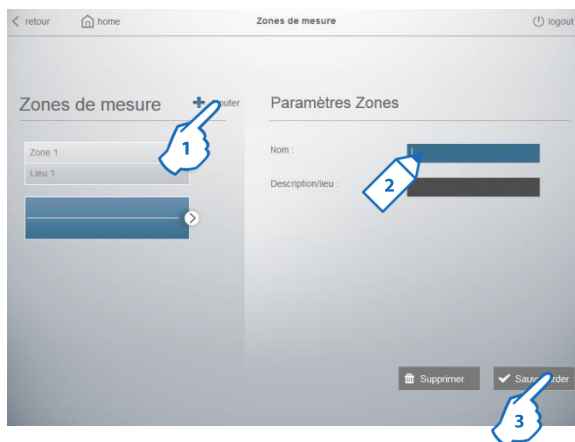 retour
home
Zones de mesure
logout
Zones de mesure
Paramètres Zones
1
Zone 1
Lieu 1
Nom :
2
Description/lieu :
Supprimer
3